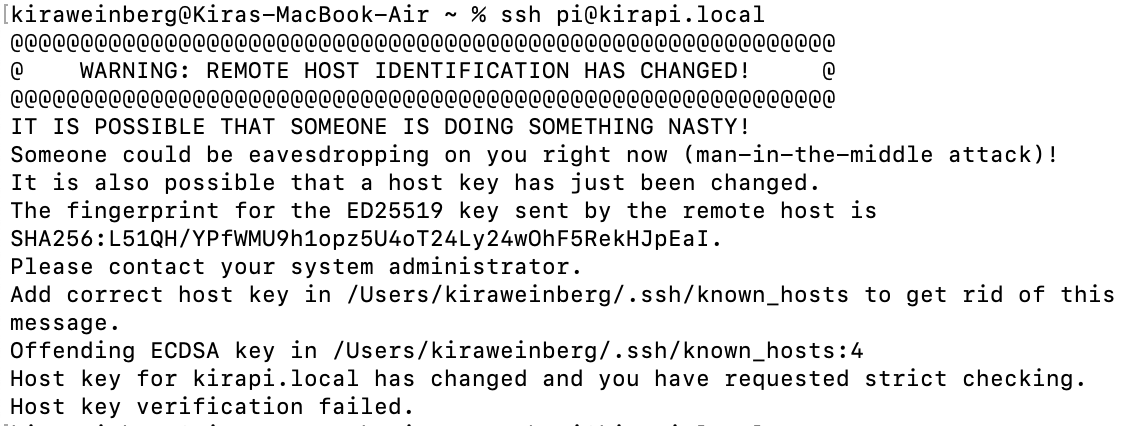 [kiraweinberg@Kiras-MacBook-Air ~ % ssh pi@kirapi.local
@@@@@@@@@@@@@@@@@@@@@@@@@@@@@@@@@@@@@@@@@@@@@@@@@@@@@@@@@@@
@    WARNING: REMOTE HOST IDENTIFICATION HAS CHANGED!     @
@@@@@@@@@@@@@@@@@@@@@@@@@@@@@@@@@@@@@@@@@@@@@@@@@@@@@@@@@@@
IT IS POSSIBLE THAT SOMEONE IS DOING SOMETHING NASTY!
Someone could be eavesdropping on you right now (man-in-the-middle attack)!
It is also possible that a host key has just been changed.
The fingerprint for the ED25519 key sent by the remote host is
SHA256:L51QH/YPfWMU9h1opz5U4oT24Ly24wOhF5RekHJpEaI.
Please contact your system administrator.
Add correct host key in /Users/kiraweinberg/.ssh/known_hosts to get rid of this
message.
Offending ECDSA key in /Users/kiraweinberg/.ssh/known_hosts:4
Host key for kirapi.local has changed and you have requested strict checking.
Host key verification failed.